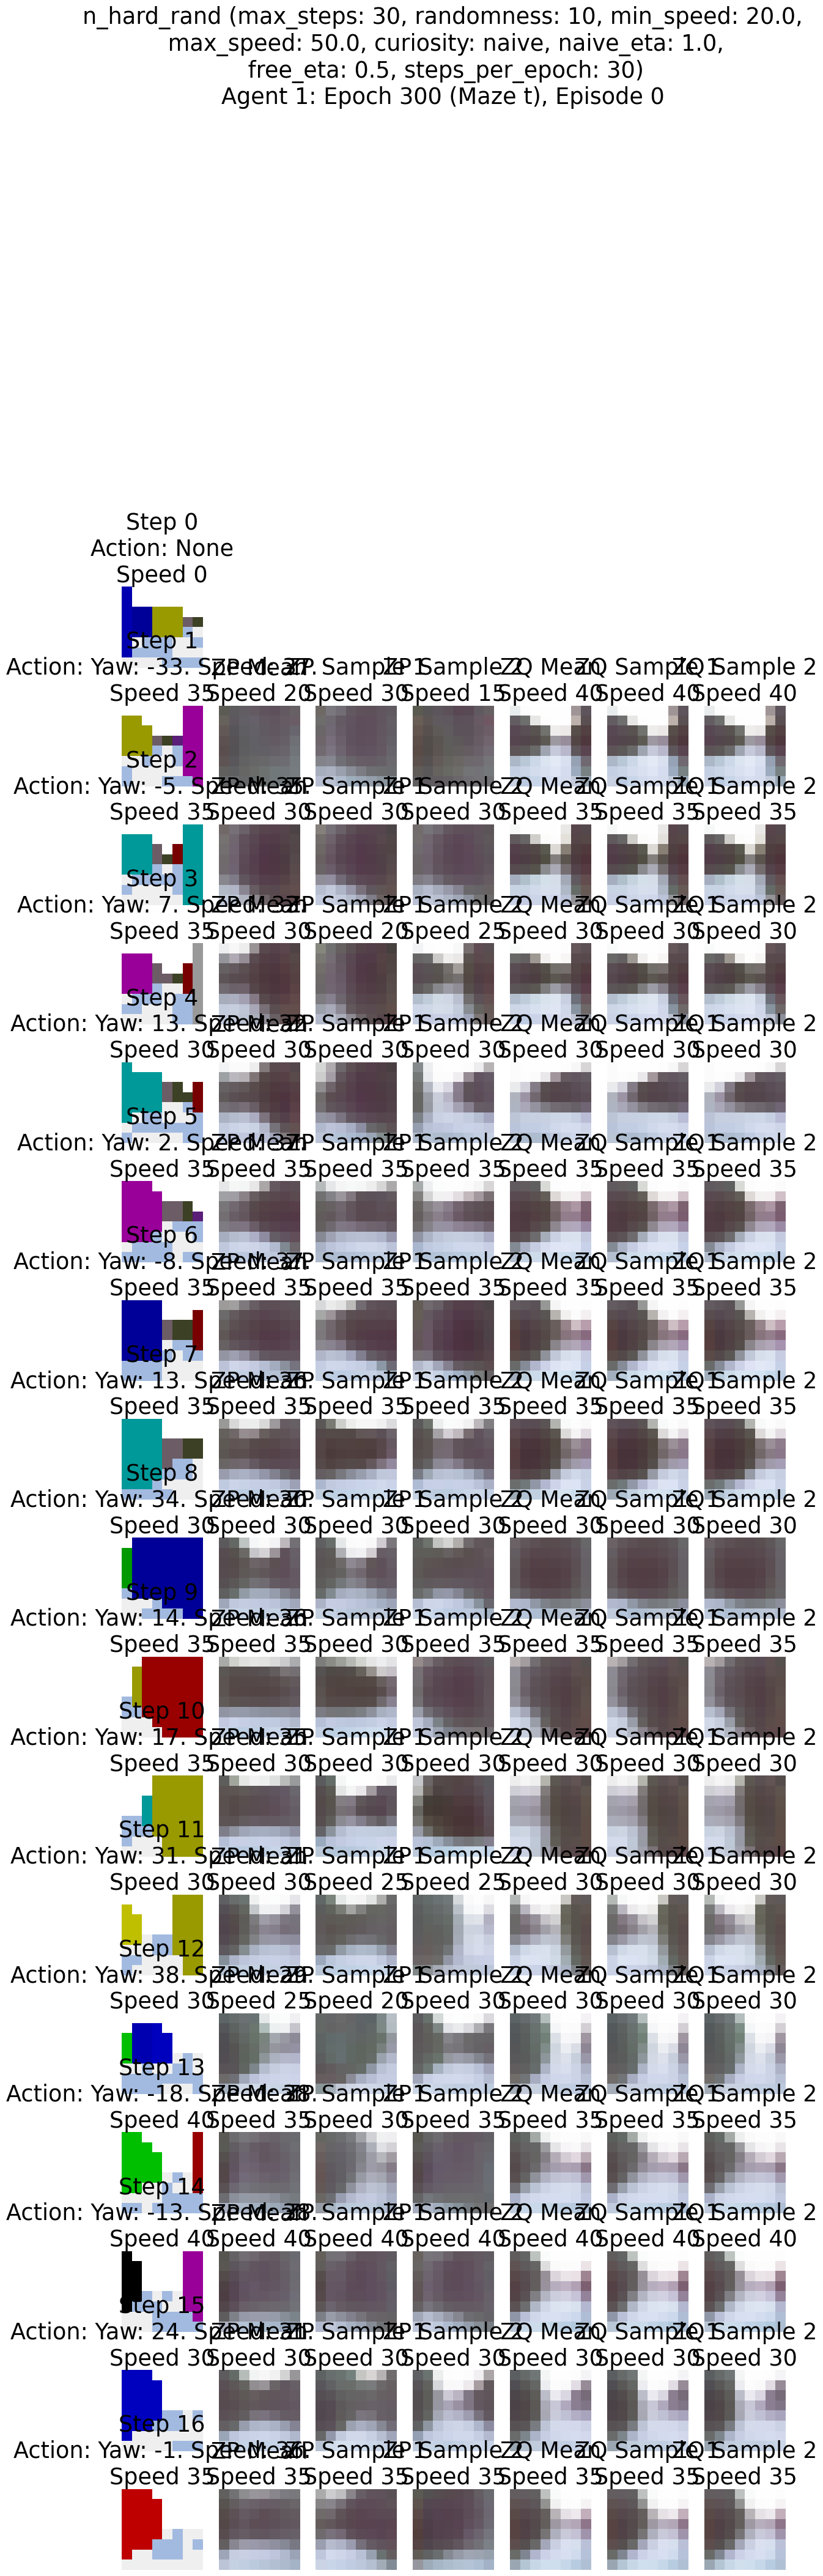 n_hard_rand (max_steps: 30, randomness: 10, min_speed: 20.0,
max_speed: 50.0, curiosity: naive, naive_eta: 1.0,
free_eta: 0.5, steps_per_epoch: 30)
Agent 1: Epoch 300 (Maze t), Episode 0
Step 0
Action: None
Speed 0
Step 1
Action: Yaw: -33. Speed: ZP Mean ZP Sample 1 ZP Sample 2 ZQ Mean ZQ Sample 1 ZQ Sample 2
Speed 35 Speed 20 Speed 30 Speed 15 Speed 40 Speed 40 Speed 40
Step 2
Action: Yaw: -5. Speed: ZP Mean ZP Sample 1 ZP Sample 2 ZQ Mean ZQ Sample 1 ZQ Sample 2
Speed 35 Speed 30 Speed 30 Speed 30 Speed 35 Speed 35 Speed 35
Step 3
Action: Yaw: 7. Speed: ZP Mean ZP Sample 1 ZP Sample 2 ZQ Mean ZQ Sample 1 ZQ Sample 2
Speed 35 Speed 30 Speed 20 Speed 25 Speed 30 Speed 30 Speed 30
Step 4
Action: Yaw: 13. Speed: ZP Mean ZP Sample 1 ZP Sample 2 ZQ Mean ZQ Sample 1 ZQ Sample 2
Speed 30 Speed 30 Speed 30 Speed 30 Speed 30 Speed 30 Speed 30
Step 5
Action: Yaw: 2. Speed: ZP Mean ZP Sample 1 ZP Sample 2 ZQ Mean ZQ Sample 1 ZQ Sample 2
Speed 35 Speed 35 Speed 35 Speed 35 Speed 35 Speed 35 Speed 35
Step 6
Action: Yaw: -8. Speed: ZP Mean ZP Sample 1 ZP Sample 2 ZQ Mean ZQ Sample 1 ZQ Sample 2
Speed 35 Speed 35 Speed 35 Speed 35 Speed 35 Speed 35 Speed 35
Step 7
Action: Yaw: 13. Speed: ZP Mean ZP Sample 1 ZP Sample 2 ZQ Mean ZQ Sample 1 ZQ Sample 2
Speed 35 Speed 35 Speed 35 Speed 35 Speed 35 Speed 35 Speed 35
Step 8
Action: Yaw: 34. Speed: ZP Mean ZP Sample 1 ZP Sample 2 ZQ Mean ZQ Sample 1 ZQ Sample 2
Speed 30 Speed 30 Speed 30 Speed 30 Speed 30 Speed 30 Speed 30
Step 9
Action: Yaw: 14. Speed: ZP Mean ZP Sample 1 ZP Sample 2 ZQ Mean ZQ Sample 1 ZQ Sample 2
Speed 35 Speed 35 Speed 30 Speed 35 Speed 35 Speed 35 Speed 35
Step 10
Action: Yaw: 17. Speed: ZP Mean ZP Sample 1 ZP Sample 2 ZQ Mean ZQ Sample 1 ZQ Sample 2
Speed 35 Speed 30 Speed 30 Speed 30 Speed 30 Speed 30 Speed 30
Step 11
Action: Yaw: 31. Speed: ZP Mean ZP Sample 1 ZP Sample 2 ZQ Mean ZQ Sample 1 ZQ Sample 2
Speed 30 Speed 30 Speed 25 Speed 25 Speed 30 Speed 30 Speed 30
Step 12
Action: Yaw: 38. Speed: ZP Mean ZP Sample 1 ZP Sample 2 ZQ Mean ZQ Sample 1 ZQ Sample 2
Speed 30 Speed 25 Speed 20 Speed 30 Speed 30 Speed 30 Speed 30
Step 13
Action: Yaw: -18. Speed: ZP Mean ZP Sample 1 ZP Sample 2 ZQ Mean ZQ Sample 1 ZQ Sample 2
Speed 40 Speed 35 Speed 30 Speed 35 Speed 35 Speed 35 Speed 35
Step 14
Action: Yaw: -13. Speed: ZP Mean ZP Sample 1 ZP Sample 2 ZQ Mean ZQ Sample 1 ZQ Sample 2
Speed 40 Speed 40 Speed 40 Speed 40 Speed 40 Speed 40 Speed 40
Step 15
Action: Yaw: 24. Speed: ZP Mean ZP Sample 1 ZP Sample 2 ZQ Mean ZQ Sample 1 ZQ Sample 2
Speed 30 Speed 30 Speed 30 Speed 30 Speed 30 Speed 30 Speed 30
Step 16
Action: Yaw: -1. Speed: ZP Mean ZP Sample 1 ZP Sample 2 ZQ Mean ZQ Sample 1 ZQ Sample 2
Speed 35 Speed 35 Speed 35 Speed 35 Speed 35 Speed 35 Speed 35